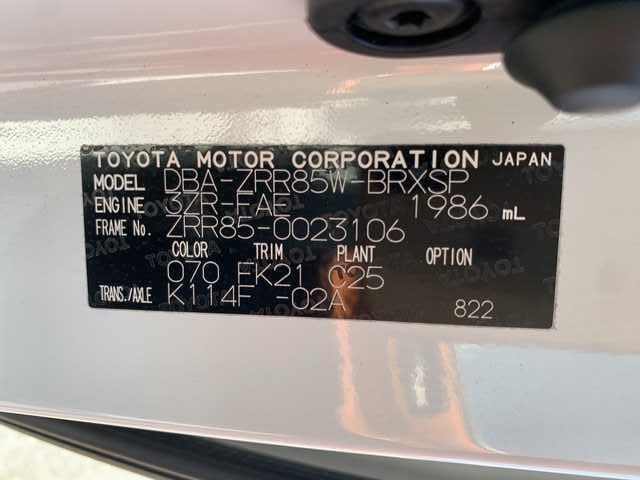 TOYOTA MOTOR CORPORATION JAPAN
MODEL DBA-ZRR85W-BRXSP
ENGINE 3ZR-FAE 1986 mL
FRAME No. ZRR85-0023106
COLOR TRIM PLANT OPTION
070 FK21 C25
TRANS./AXLE K114F -02A
822